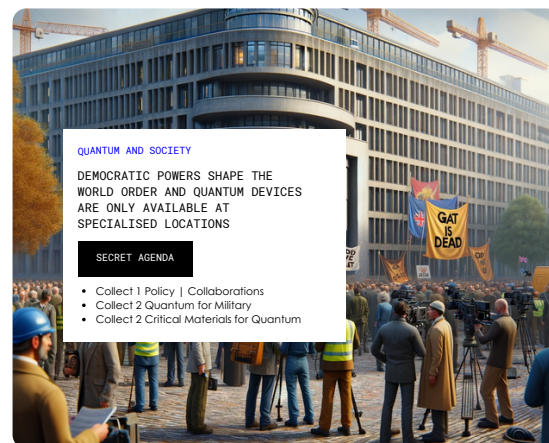 QUANTUM AND SOCIETY
DEMOCRATIC POWERS SHAPE THE
WORLD ORDER AND QUANTUM DEVICES
ARE ONLY AVAILABLE AT
SPECIALISED LOCATIONS
SECRET AGENDA
• Collect 1 Policy | Collaborations
• Collect 2 Quantum for Military
• Collect 2 Critical Materials for Quantum
GAT
IS
DEAD